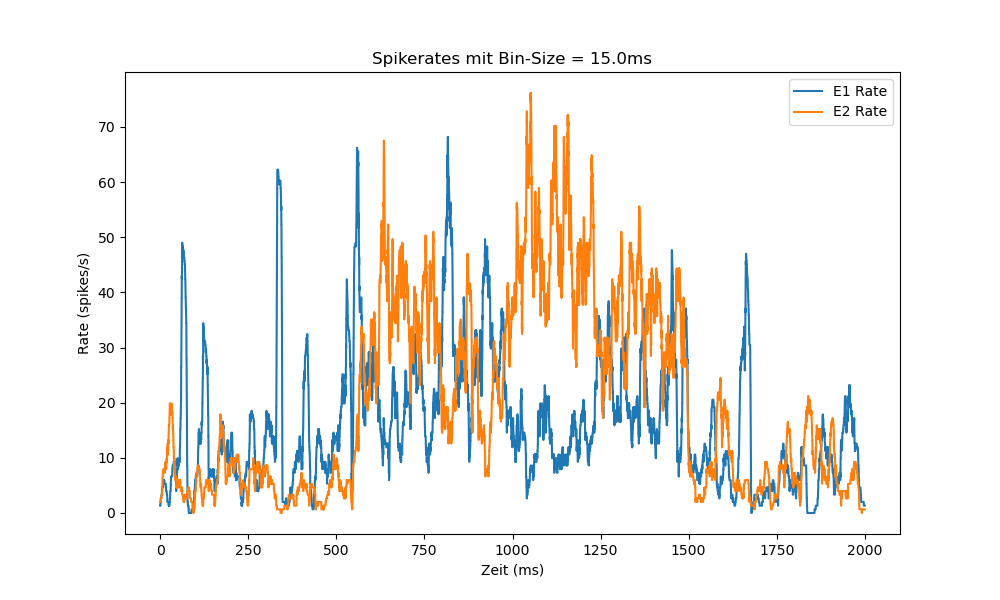 Spikerates mit Bin-Size = 15.0ms
E1 Rate
E2 Rate
70
60
50
40
30
20
10
0
Rate (spikes/s)
0 250 500 750 1000 1250 1500 1750 2000
Zeit (ms)